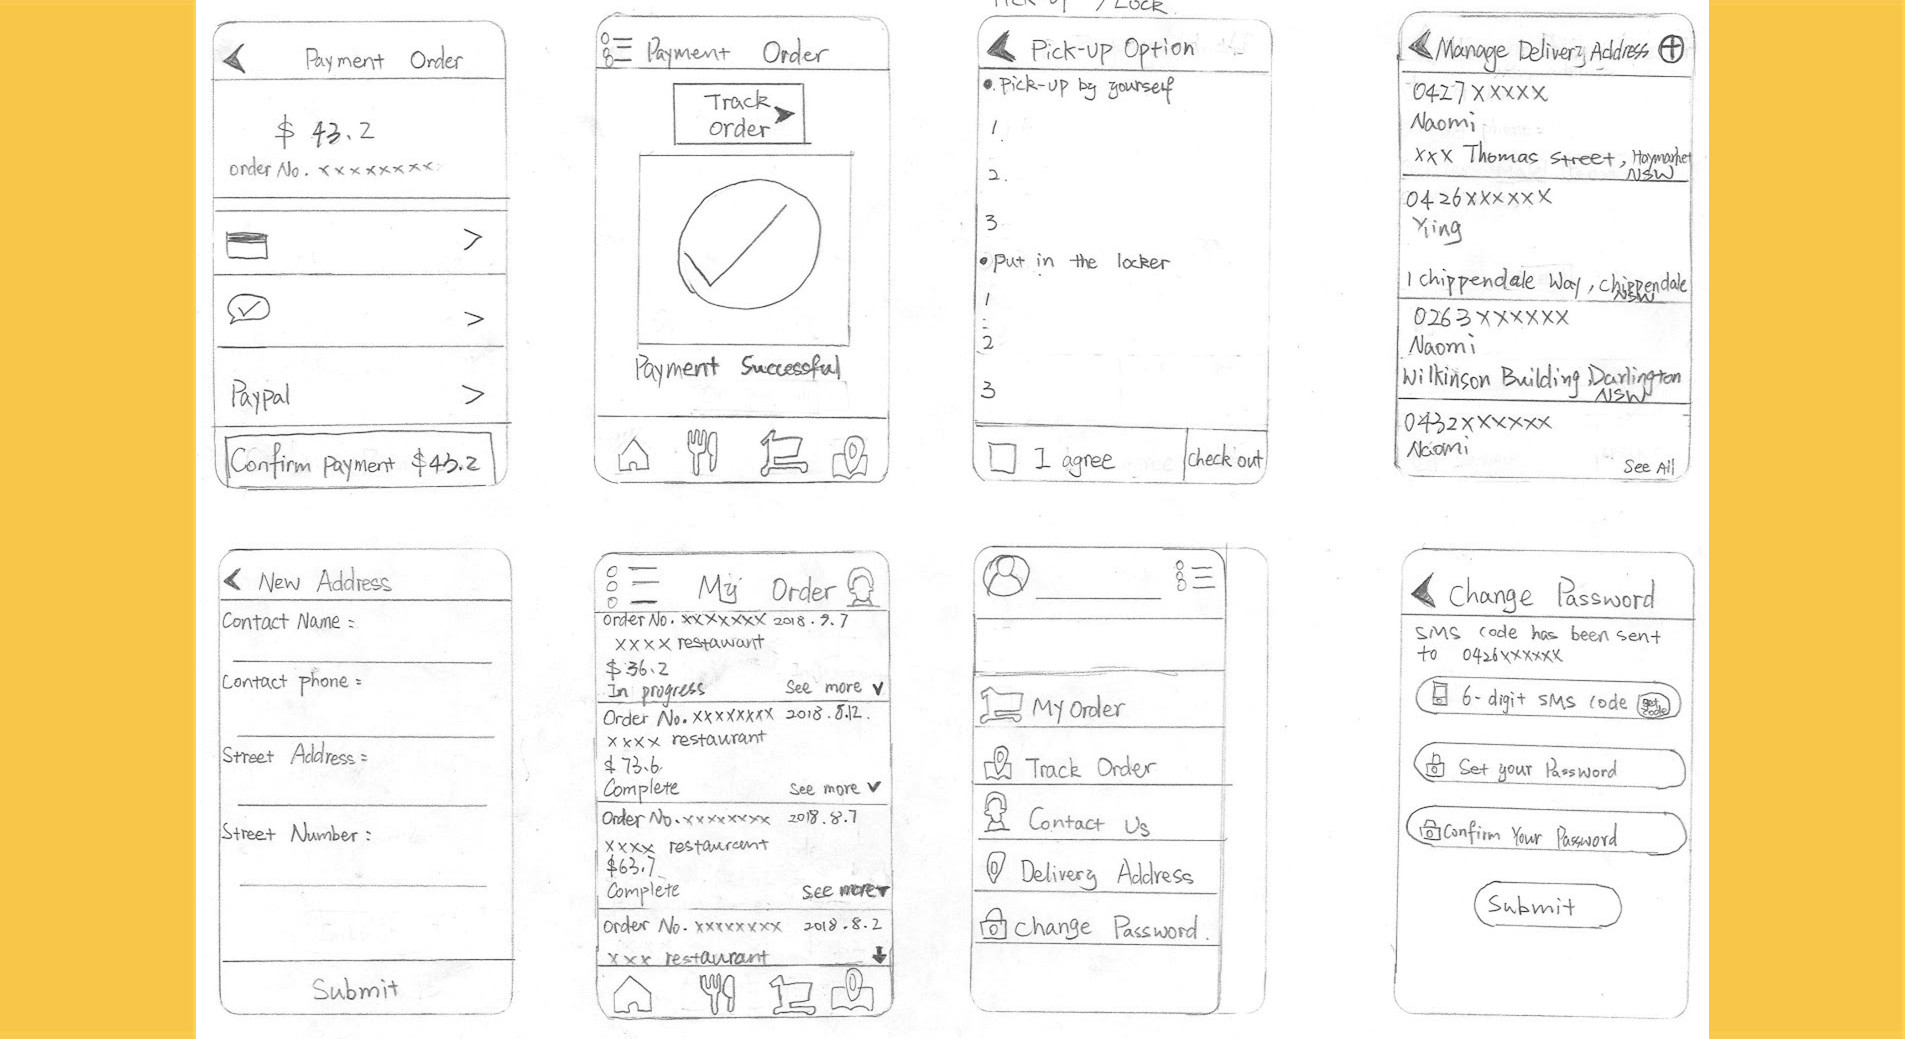 Pick-up / Lock
Payment Order
$ 43.2
order No. xxxxxxxxx
>
>
Paypal >
Confirm payment $43.2
Payment Order
Track
order
Payment Successful
Pick-up Option
• Pick-up by yourself
1
2.
3
• Put in the locker
1
2
3
I agree
check out
Manage Delivery Address
0427xxxxx
Naomi
xxx Thomas street, Haymarket
NSW
0426xxxxxx
Ying
1 chippendale Way, chippendale
NSW
0263xxxxxx
Naomi
Wilkinson Building, Darlington
NSW
0432xxxxxx
Naomi
See All
New Address
Contact Name :
Contact phone :
Street Address :
Street Number :
Submit
My Order
Order No. xxxxxxx 2018.9.7
xxxx restaurant
$36.2
In progress See more
Order No. xxxxxxxx 2018.8.12.
xxxx restaurant
$73.6
Complete See more
Order No. xxxxxxxx 2018.8.7
xxxx restaurant
$63.7
Complete See more
Order No. xxxxxxxx 2018.8.2
xxx restaurant
My Order
Track Order
Contact Us
Delivery Address
Change Password.
Change Password
SMS code has been sent
to 0426xxxxxx
6-digit SMS code get
code
Set your Password
Confirm Your Password
Submit